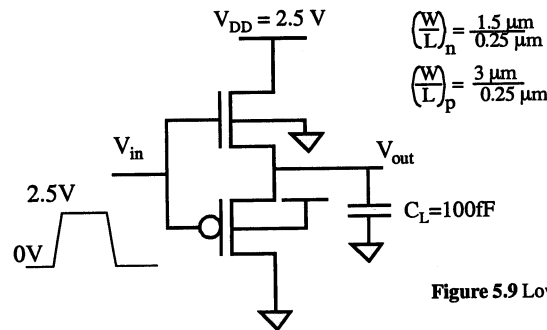 V_DD = 2.5 V
(W/L)_n = 1.5 μm / 0.25 μm
(W/L)_p = 3 μm / 0.25 μm
V_in
V_out
2.5V
0V
C_L=100fF
Figure 5.9 Lov